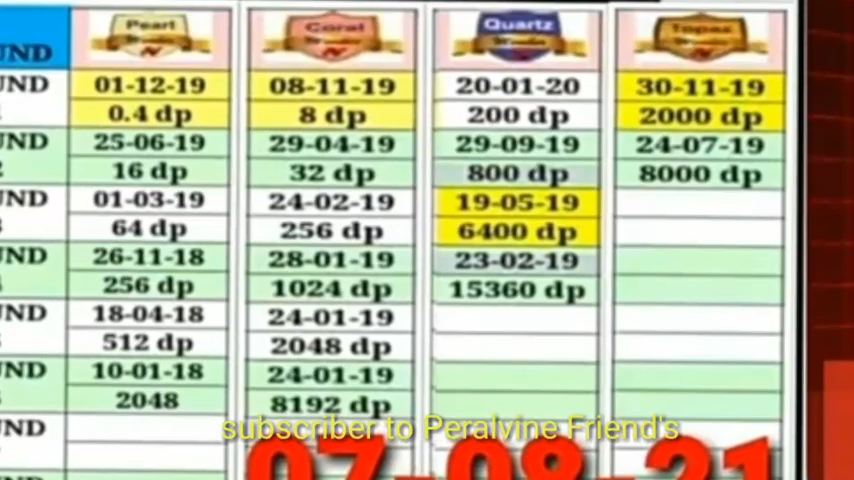 Pearl Coral Quartz Topaz
UND
UND 01-12-19 08-11-19 20-01-20 30-11-19
0.4 dp 8 dp 200 dp 2000 dp
UND 25-06-19 29-04-19 29-09-19 24-07-19
2 16 dp 32 dp 800 dp 8000 dp
UND 01-03-19 24-02-19 19-05-19
64 dp 256 dp 6400 dp
UND 26-11-18 28-01-19 23-02-19
256 dp 1024 dp 15360 dp
UND 18-04-18 24-01-19
512 dp 2048 dp
UND 10-01-18 24-01-19
2048 8192 dp
UND
subscriber to Peralvine Friend's
07-08-21